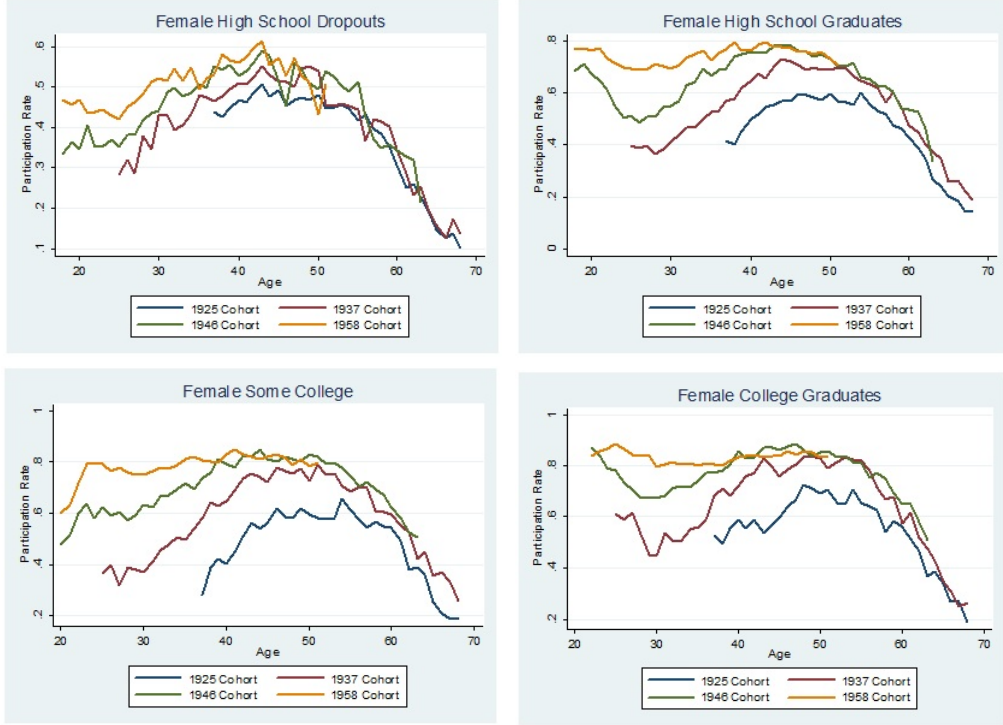 Female High School Dropouts
Participation Rate
.1 .2 .3 .4 .5 .6
20 30 40 50 60 70
Age
1925 Cohort 1937 Cohort
1946 Cohort 1958 Cohort
Female High School Graduates
Participation Rate
0 .2 .4 .6 .8
20 30 40 50 60 70
Age
1925 Cohort 1937 Cohort
1946 Cohort 1958 Cohort
Female Some College
Participation Rate
.2 .4 .6 .8 1
20 30 40 50 60 70
Age
1925 Cohort 1937 Cohort
1946 Cohort 1958 Cohort
Female College Graduates
Participation Rate
.2 .4 .6 .8 1
20 30 40 50 60 70
Age
1925 Cohort 1937 Cohort
1946 Cohort 1958 Cohort